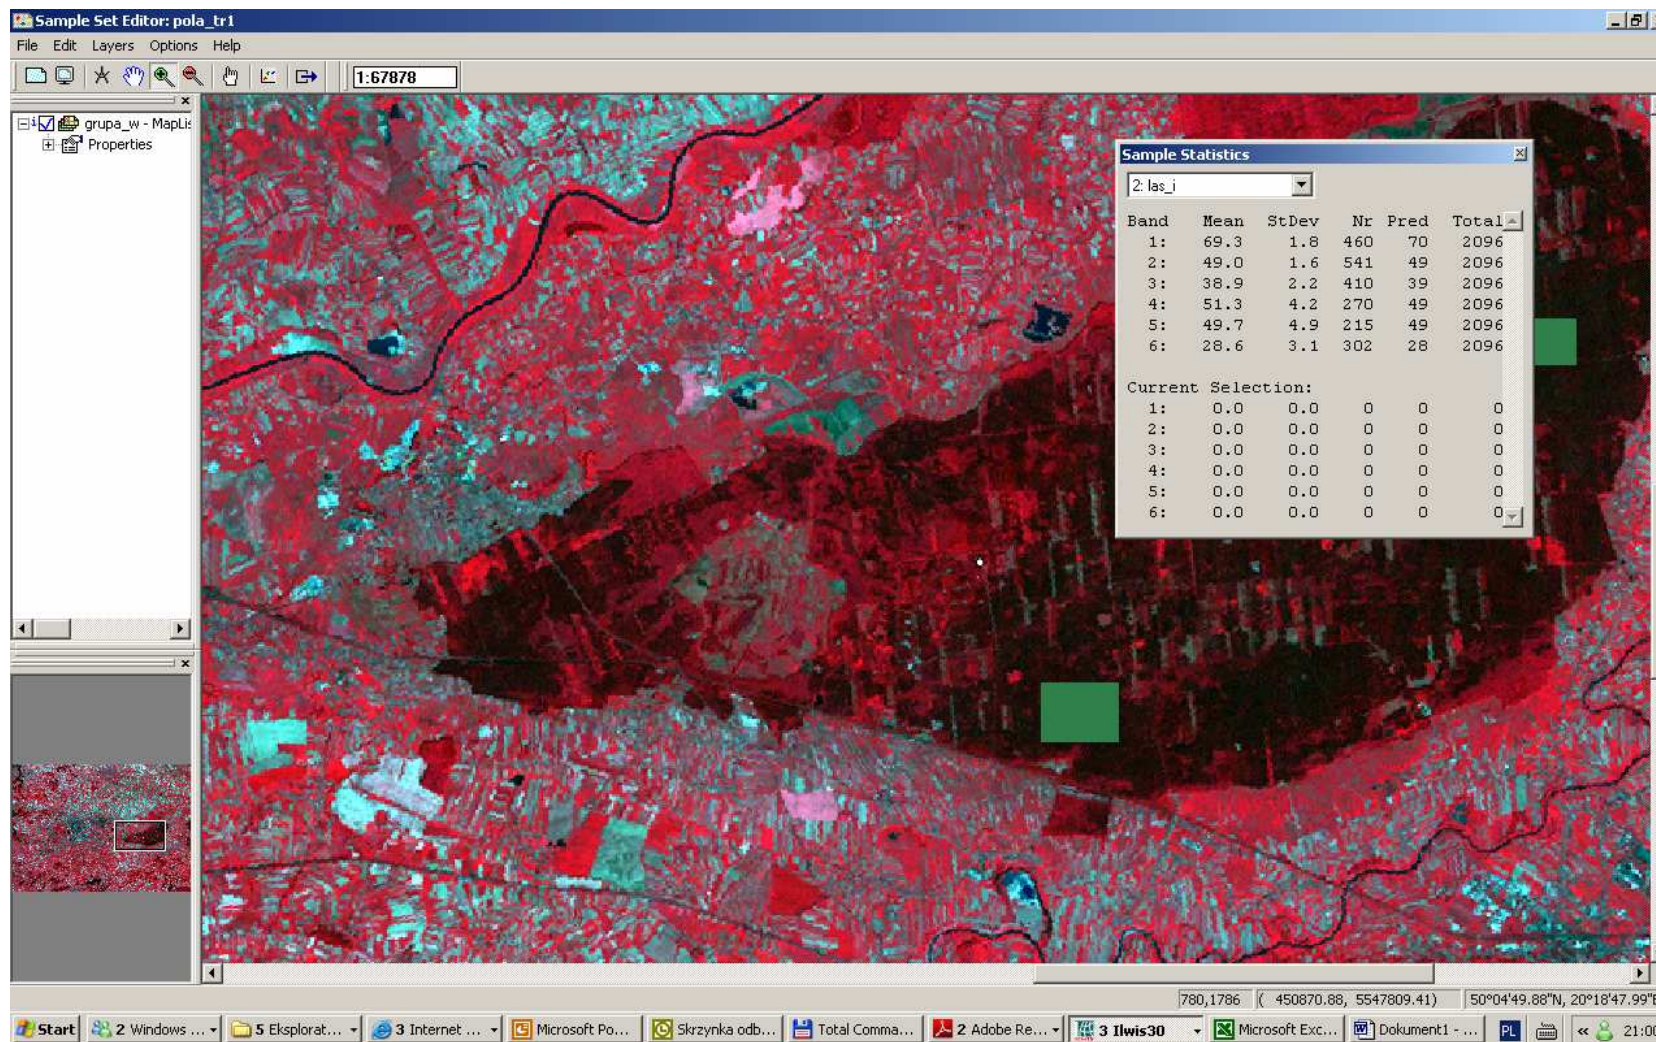 Sample Set Editor: pola_tr1
File Edit Layers Options Help
1:67878
grupa_w - MapLis
Properties
Sample Statistics
2: las_i
Band Mean StDev Nr Pred Total
1: 69.3 1.8 460 70 2096
2: 49.0 1.6 541 49 2096
3: 38.9 2.2 410 39 2096
4: 51.3 4.2 270 49 2096
5: 49.7 4.9 215 49 2096
6: 28.6 3.1 302 28 2096
Current Selection:
1: 0.0 0.0 0 0 0
2: 0.0 0.0 0 0 0
3: 0.0 0.0 0 0 0
4: 0.0 0.0 0 0 0
5: 0.0 0.0 0 0 0
6: 0.0 0.0 0 0 0
780,1786 ( 450870.88, 5547809.41) 50°04'49.88"N, 20°18'47.99"E
Start 2 Windows ... 5 Eksplorat... 3 Internet ... Microsoft Po... Skrzynka odb... Total Comma... 2 Adobe Re... 3 Ilwis30 Microsoft Exc... Dokument1 - ... PL « 21:00